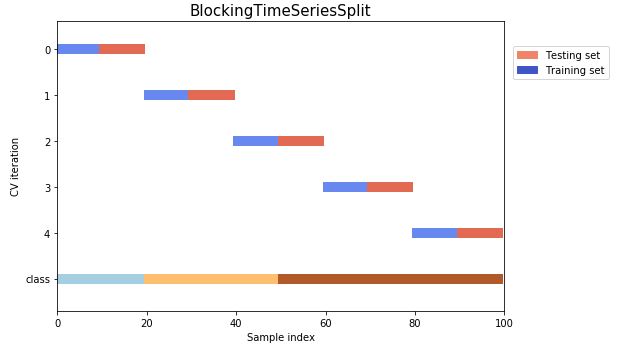 BlockingTimeSeriesSplit
Testing set
Training set
0
1
2
3
4
class
CV iteration
0 20 40 60 80 100
Sample index